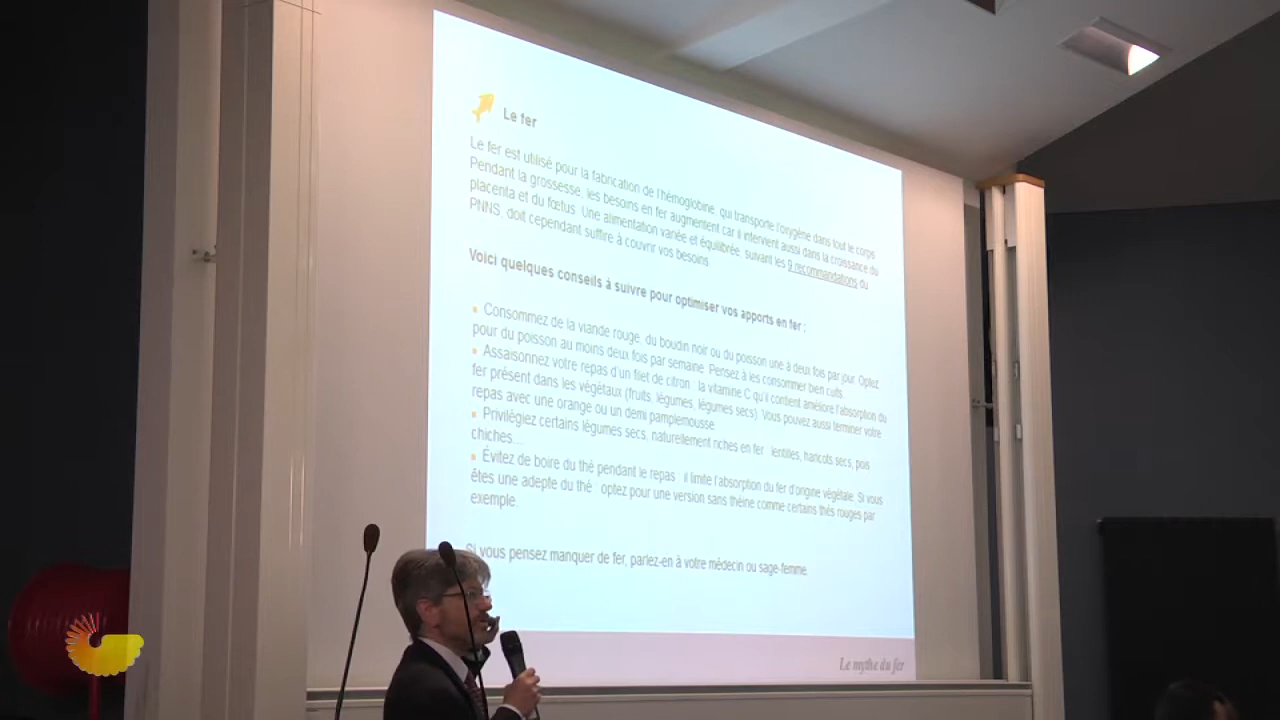 Le fer
Le fer est utilisé pour la fabrication de l'hémoglobine, qui transporte l'oxygène dans tout le corps.
Pendant la grossesse, les besoins en fer augmentent car il intervient aussi dans la croissance du
placenta et du fœtus. Une alimentation variée et équilibrée, suivant les 9 recommandations du
PNNS, doit cependant suffire à couvrir vos besoins.
Voici quelques conseils à suivre pour optimiser vos apports en fer :
▪ Consommez de la viande rouge, du boudin noir ou du poisson une à deux fois par jour. Optez
pour du poisson au moins deux fois par semaine. Pensez à les consommer bien cuits.
▪ Assaisonnez votre repas d'un filet de citron : la vitamine C qu'il contient améliore l'absorption du
fer présent dans les végétaux (fruits, légumes, légumes secs). Vous pouvez aussi terminer votre
repas avec une orange ou un demi pamplemousse.
▪ Privilégiez certains légumes secs, naturellement riches en fer : lentilles, haricots secs, pois
chiches...
▪ Évitez de boire du thé pendant le repas : il limite l'absorption du fer d'origine végétale. Si vous
êtes une adepte du thé : optez pour une version sans théine comme certains thés rouges par
exemple.
Si vous pensez manquer de fer, parlez-en à votre médecin ou sage-femme.
Le mythe du fer